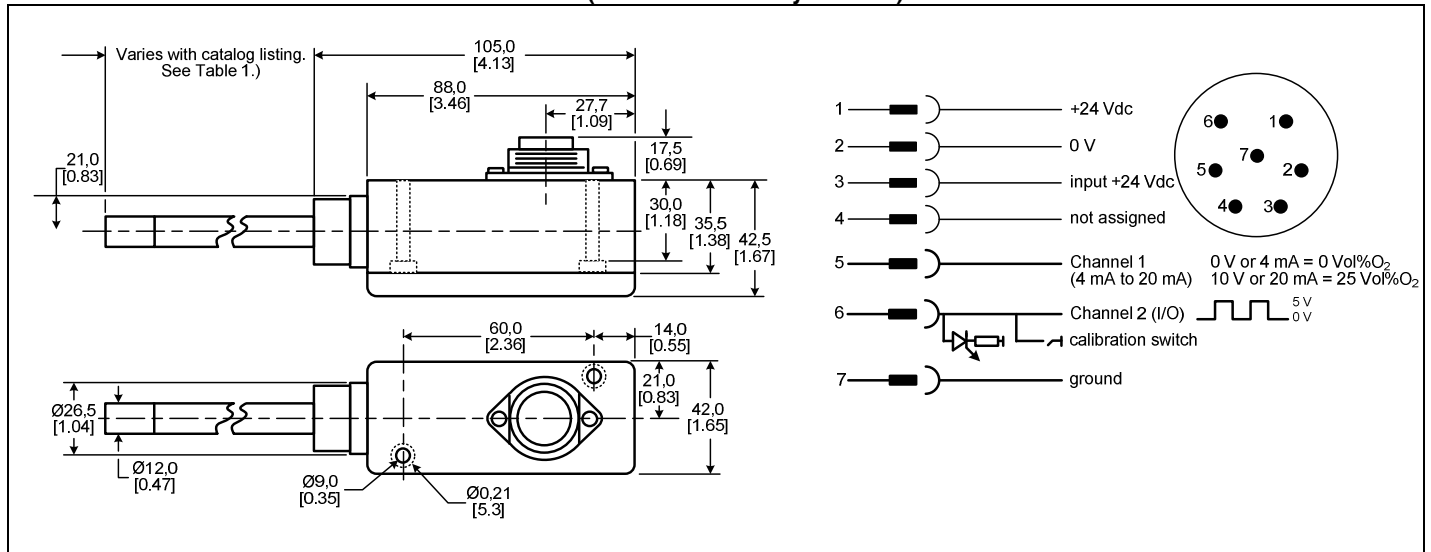 Varies with catalog listing.
See Table 1.)
105,0
[4.13]
88,0
[3.46]
27,7
[1.09]
17,5
[0.69]
21,0
[0.83]
30,0
[1.18]
35,5
[1.38]
42,5
[1.67]
60,0
[2.36]
14,0
[0.55]
21,0
[0.83]
42,0
[1.65]
Ø26,5
[1.04]
Ø12,0
[0.47]
Ø9,0
[0.35]
Ø0,21
[5.3]
1 +24 Vdc
2 0 V
3 input +24 Vdc
4 not assigned
5 Channel 1 0 V or 4 mA = 0 Vol%O₂
(4 mA to 20 mA) 10 V or 20 mA = 25 Vol%O₂
6 Channel 2 (I/O) 5 V
0 V
calibration switch
7 ground
6 1
7
5 2
4 3